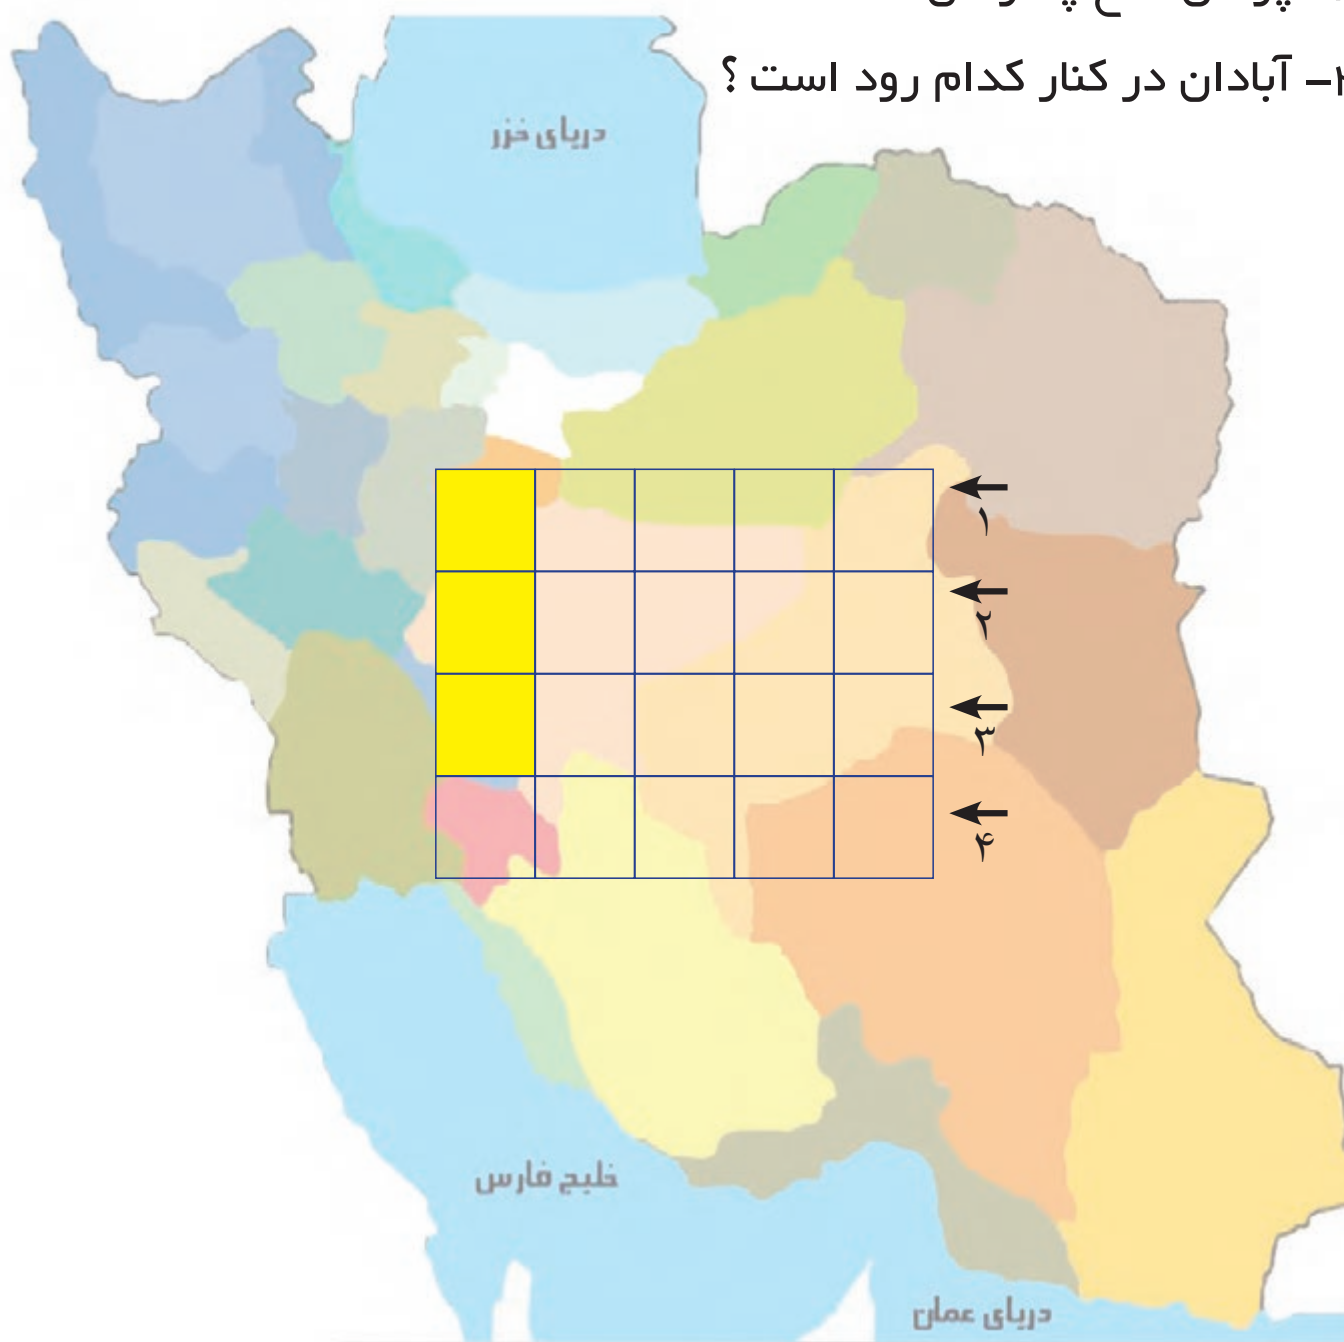 ۲- آبادان در کنار کدام رود است ؟
دریای خزر
۱
۲
۳
۴
خلیج فارس
دریای عمان